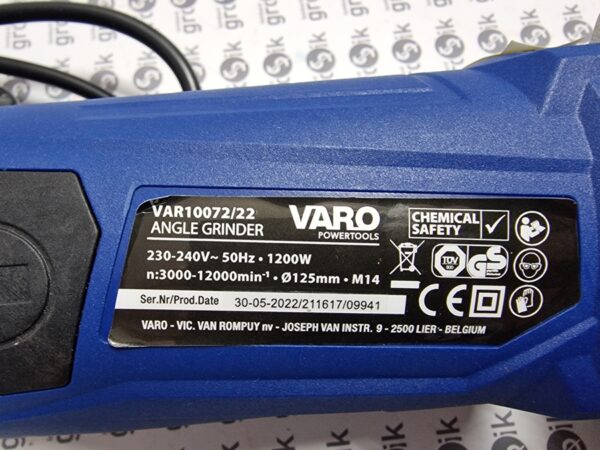 VAR10072/22
ANGLE GRINDER
VARO
POWERTOOLS
CHEMICAL
SAFETY
230-240V~ 50Hz · 1200W
n:3000-12000min⁻¹ · Ø125mm · M14
TÜV
GS
CE
Ser.Nr/Prod.Date 30-05-2022/211617/09941
VARO - VIC. VAN ROMPUY nv - JOSEPH VAN INSTR. 9 - 2500 LIER - BELGIUM